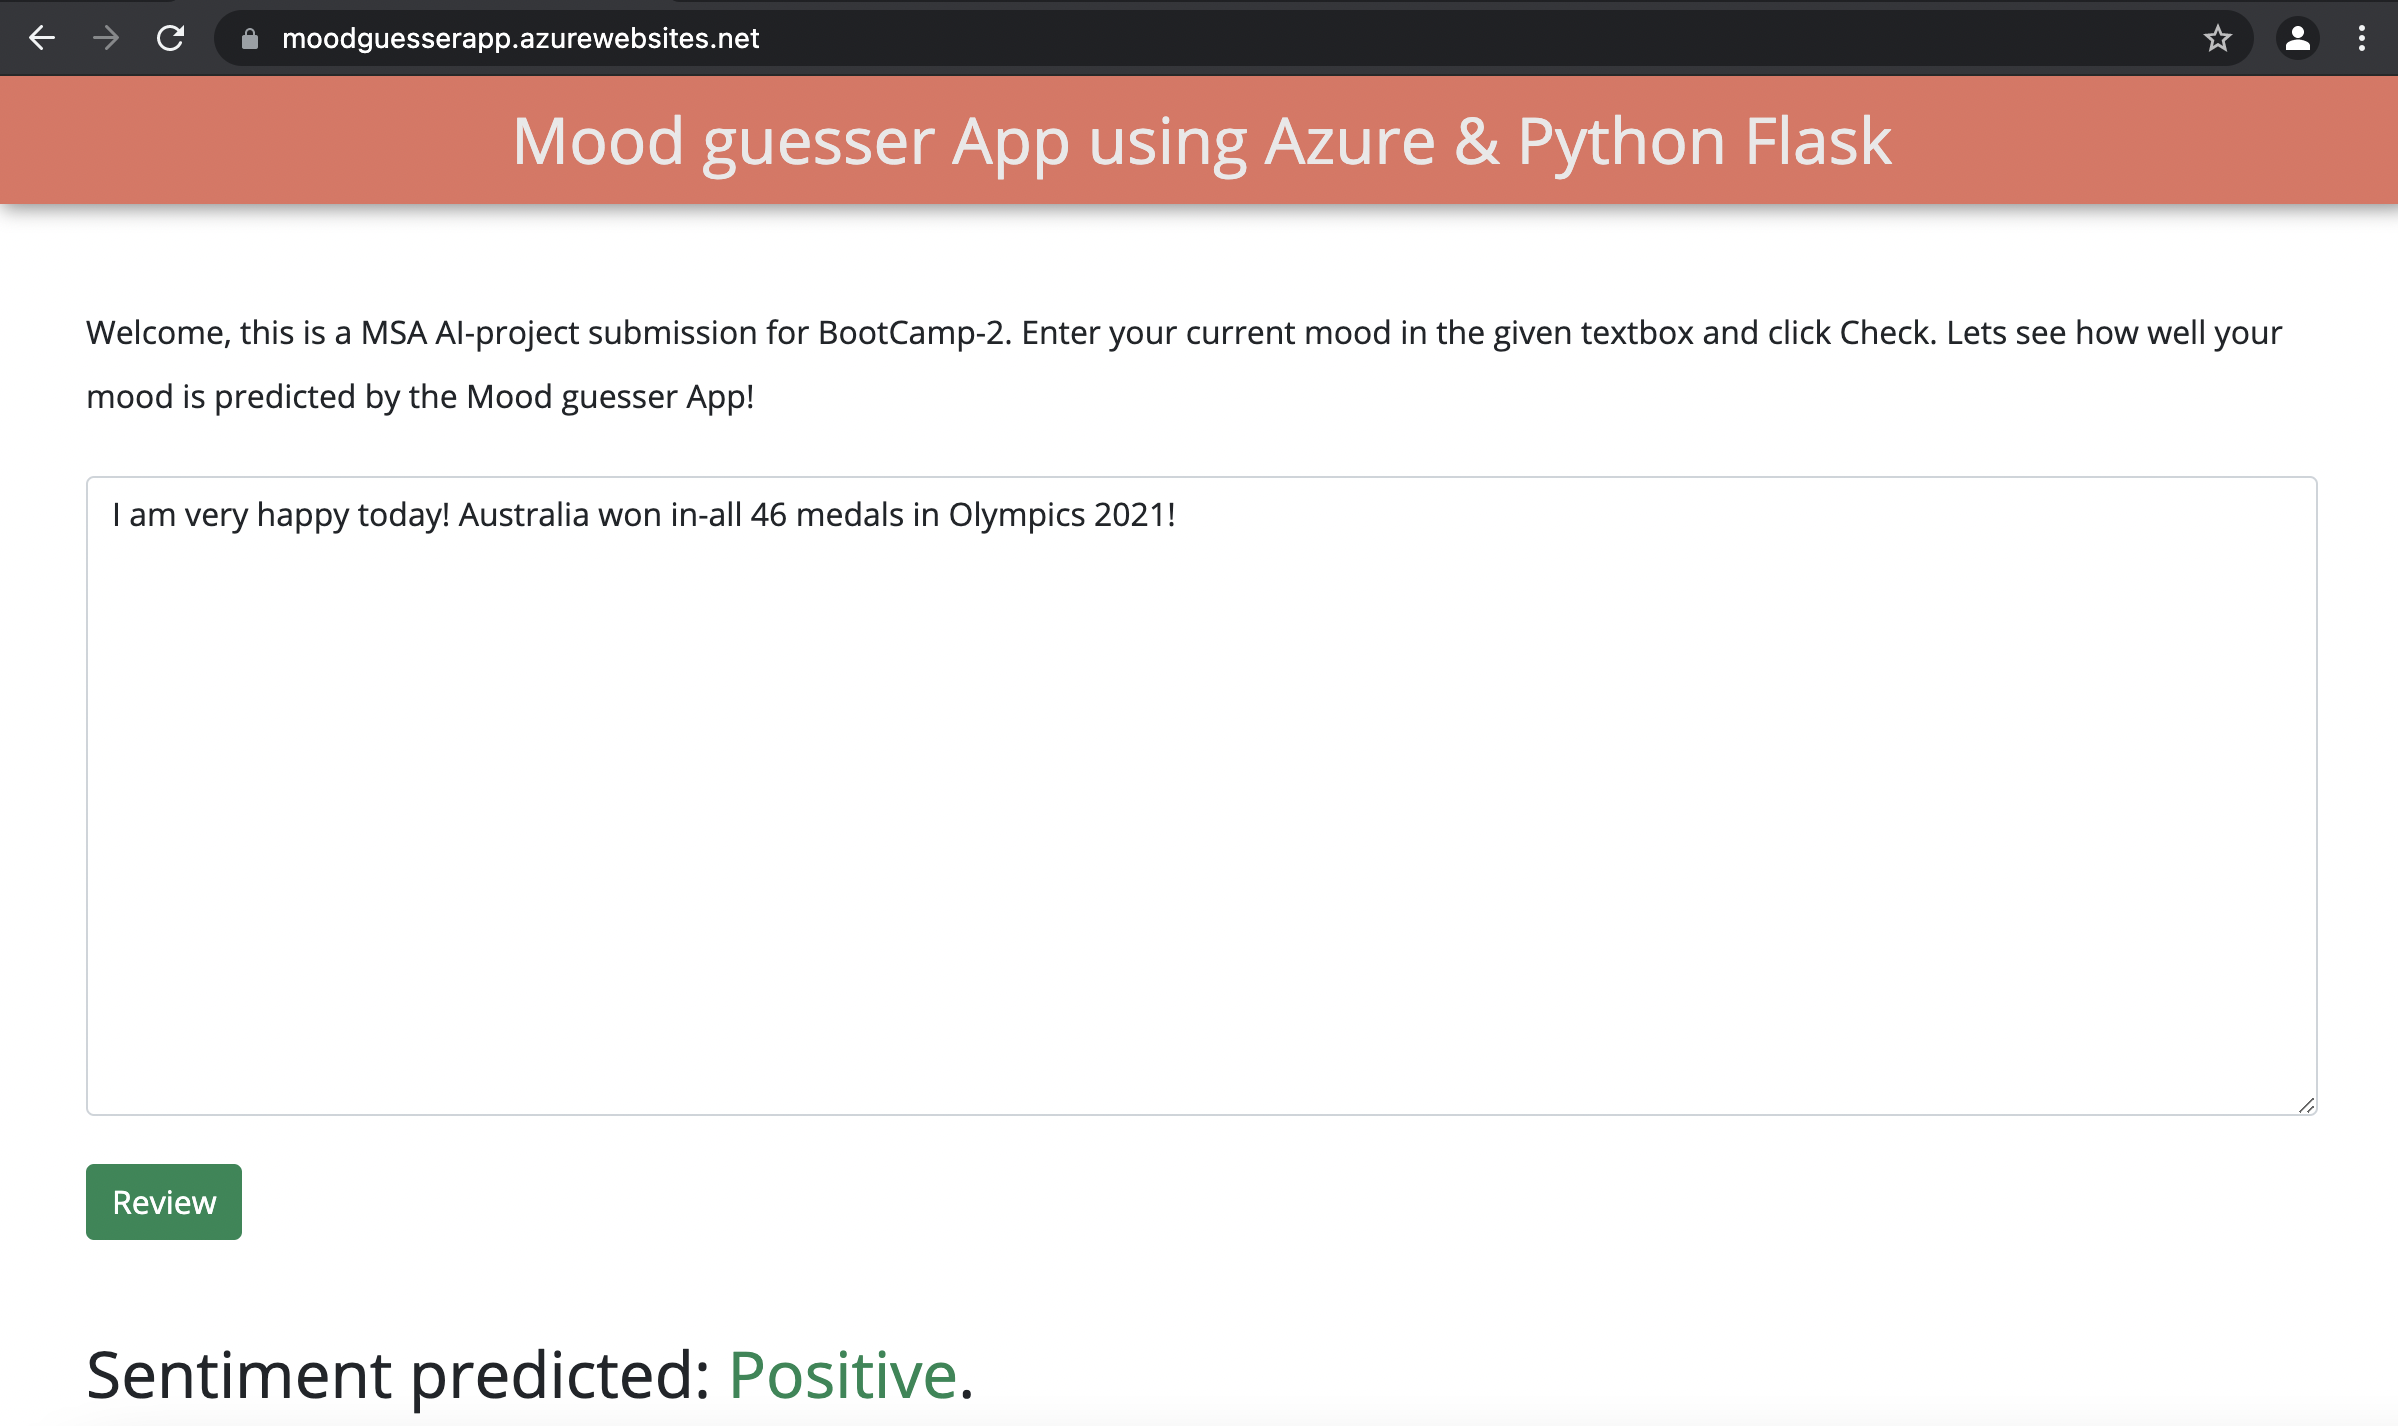 moodguesserapp.azurewebsites.net
Mood guesser App using Azure & Python Flask
Welcome, this is a MSA AI-project submission for BootCamp-2. Enter your current mood in the given textbox and click Check. Lets see how well your
mood is predicted by the Mood guesser App!
I am very happy today! Australia won in-all 46 medals in Olympics 2021!
Review
Sentiment predicted: Positive.